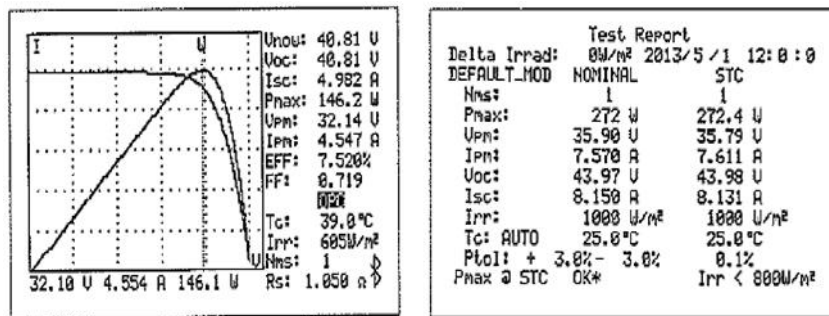 I W
Vnow: 40.81 V
Voc: 40.81 V
Isc: 4.982 A
Pmax: 146.2 W
Vpm: 32.14 V
Ipm: 4.547 A
EFF: 7.520%
FF: 0.719
OPC
Tc: 39.0°C
Irr: 605W/m²
V Nms: 1
32.10 V 4.554 A 146.1 W Rs: 1.050 Ω
Test Report
Delta Irrad: 0W/m² 2013/5/1 12:0:0
DEFAULT_MOD NOMINAL STC
Nms: 1 1
Pmax: 272 W 272.4 W
Vpm: 35.90 V 35.79 V
Ipm: 7.570 A 7.611 A
Voc: 43.97 V 43.98 V
Isc: 8.150 A 8.131 A
Irr: 1000 W/m² 1000 W/m²
Tc: AUTO 25.0°C 25.0°C
Ptol: + 3.0%- 3.0% 0.1%
Pmax @ STC OK* Irr < 800W/m²